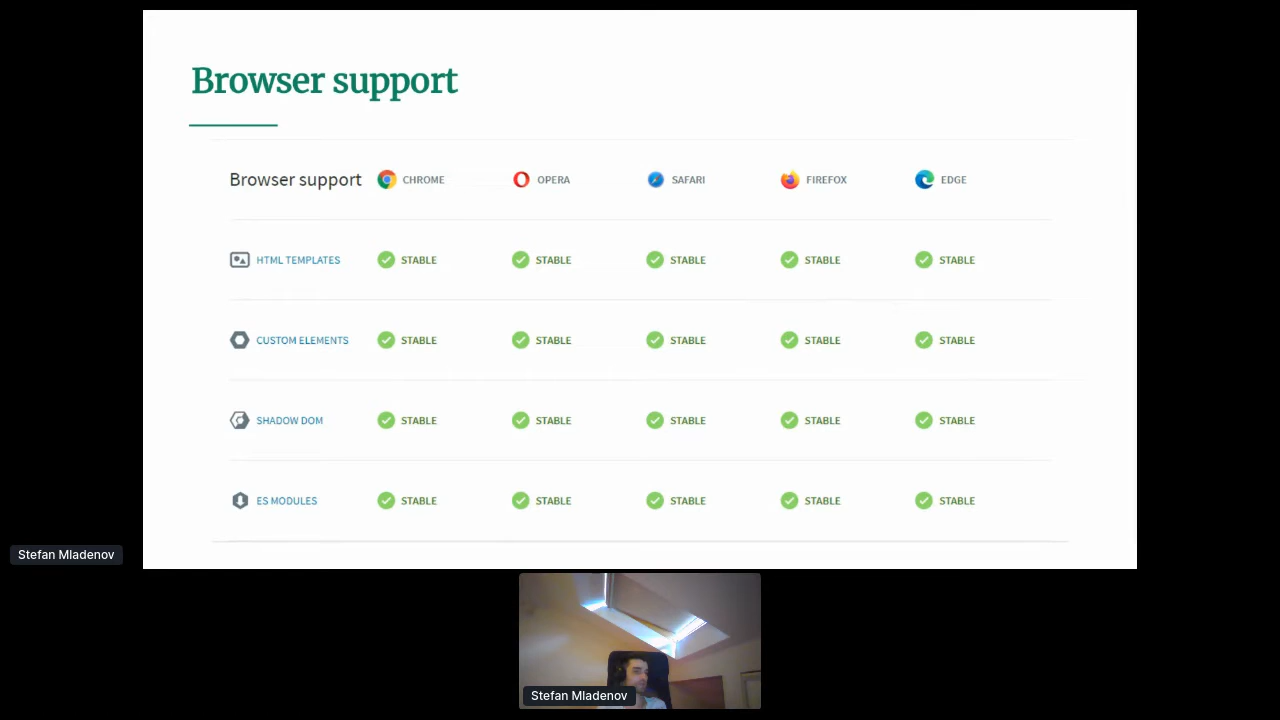 Browser support
Browser support CHROME OPERA SAFARI FIREFOX EDGE
HTML TEMPLATES STABLE STABLE STABLE STABLE STABLE
CUSTOM ELEMENTS STABLE STABLE STABLE STABLE STABLE
SHADOW DOM STABLE STABLE STABLE STABLE STABLE
ES MODULES STABLE STABLE STABLE STABLE STABLE
Stefan Mladenov
Stefan Mladenov